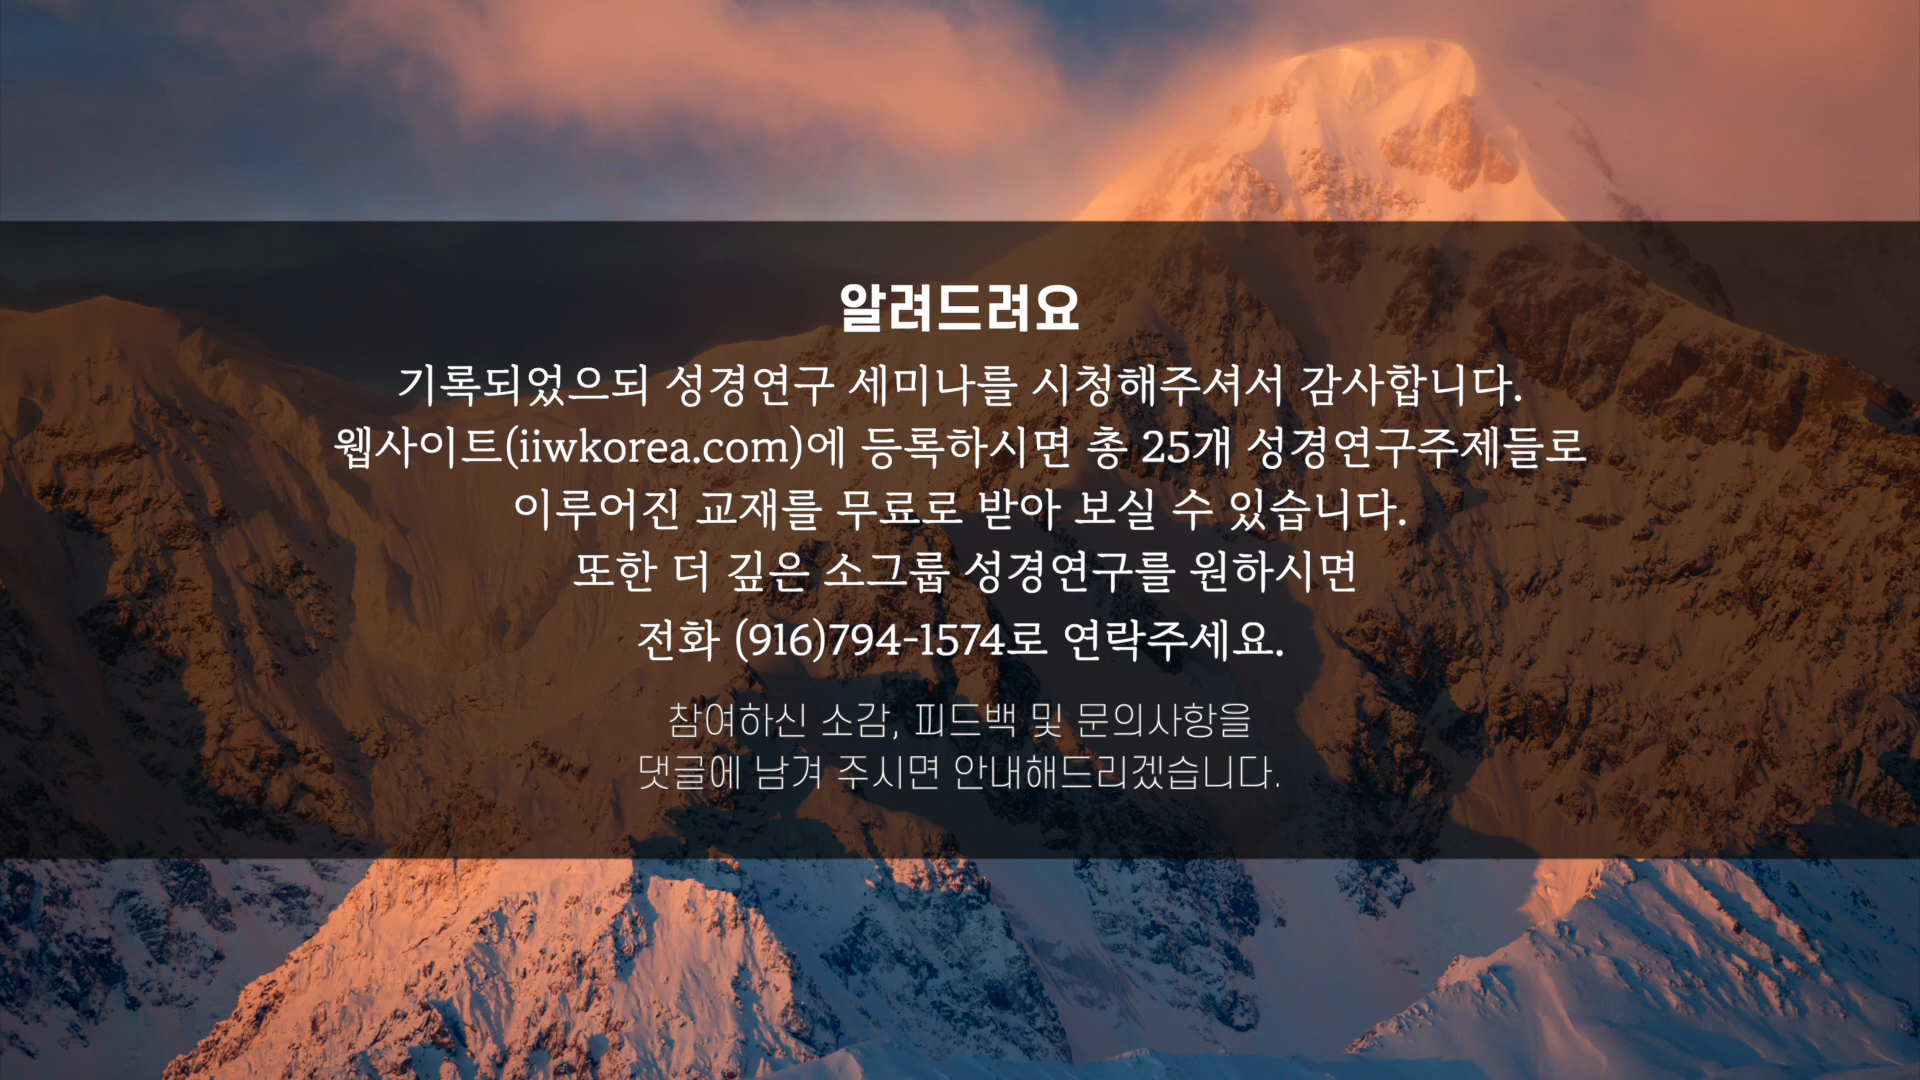 알려드려요
기록되었으되 성경연구 세미나를 시청해주셔서 감사합니다.
웹사이트(iiwkorea.com)에 등록하시면 총 25개 성경연구주제들로
이루어진 교재를 무료로 받아 보실 수 있습니다.
또한 더 깊은 소그룹 성경연구를 원하시면
전화 (916)794-1574로 연락주세요.
참여하신 소감, 피드백 및 문의사항을
댓글에 남겨 주시면 안내해드리겠습니다.